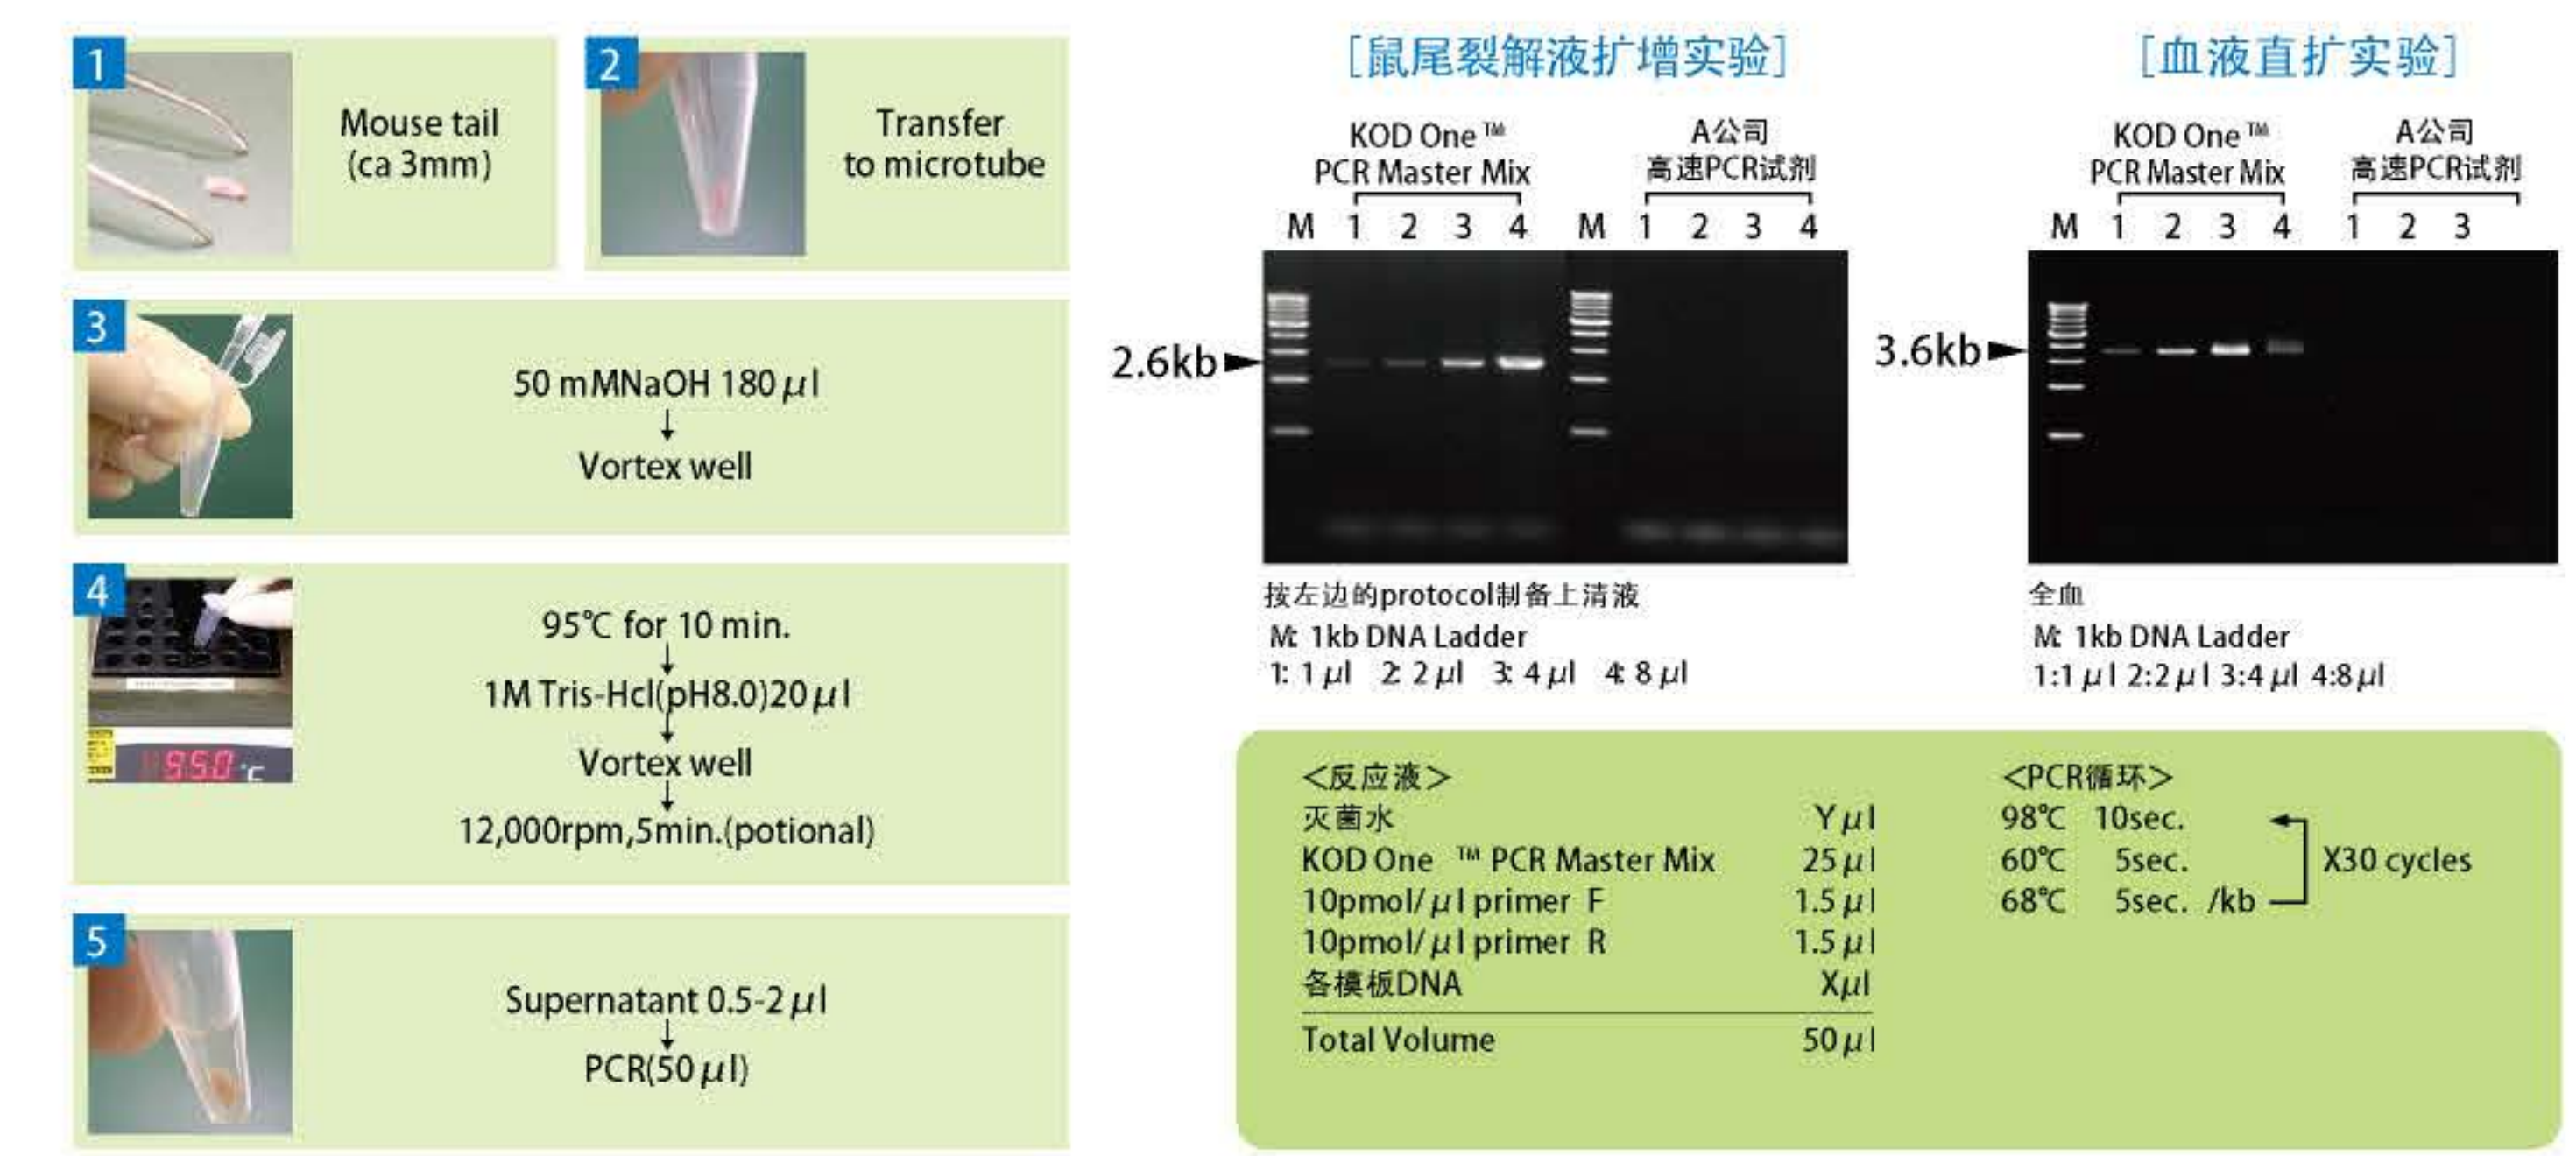 1
Mouse tail
(ca 3mm)
2
Transfer
to microtube
3
50 mMNaOH 180 μl
↓
Vortex well
4
95℃ for 10 min.
↓
1M Tris-Hcl(pH8.0)20 μl
↓
Vortex well
↓
12,000rpm,5min.(potional)
950 ℃
5
Supernatant 0.5-2 μl
↓
PCR(50 μl)
[鼠尾裂解液扩增实验]
KOD One™
PCR Master Mix
A公司
高速PCR试剂
M 1 2 3 4 M 1 2 3 4
2.6kb
按左边的protocol制备上清液
M: 1kb DNA Ladder
1: 1 μl 2: 2 μl 3: 4 μl 4: 8 μl
[血液直扩实验]
KOD One™
PCR Master Mix
A公司
高速PCR试剂
M 1 2 3 4 1 2 3
3.6kb
全血
M: 1kb DNA Ladder
1:1 μl 2:2 μl 3:4 μl 4:8 μl
<反应液>
灭菌水 Y μl
KOD One ™ PCR Master Mix 25 μl
10pmol/ μl primer F 1.5 μl
10pmol/ μl primer R 1.5 μl
各模板DNA Xμl
Total Volume 50 μl
<PCR循环>
98℃ 10sec.
60℃ 5sec.
68℃ 5sec. /kb
X30 cycles